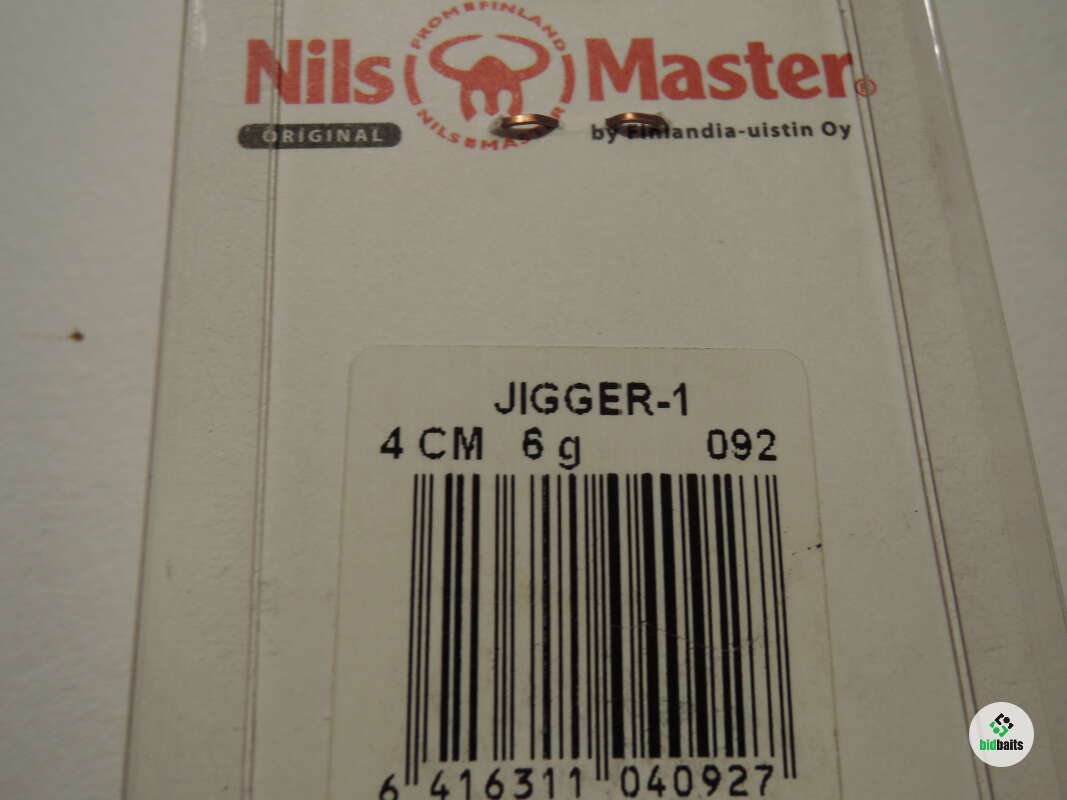 Nils Master®
FROM FINLAND
NILS MASTER
ORIGINAL
by Finlandia-uistin Oy
JIGGER-1
4 CM 6 g 092
6 416311 040927
bidbaits